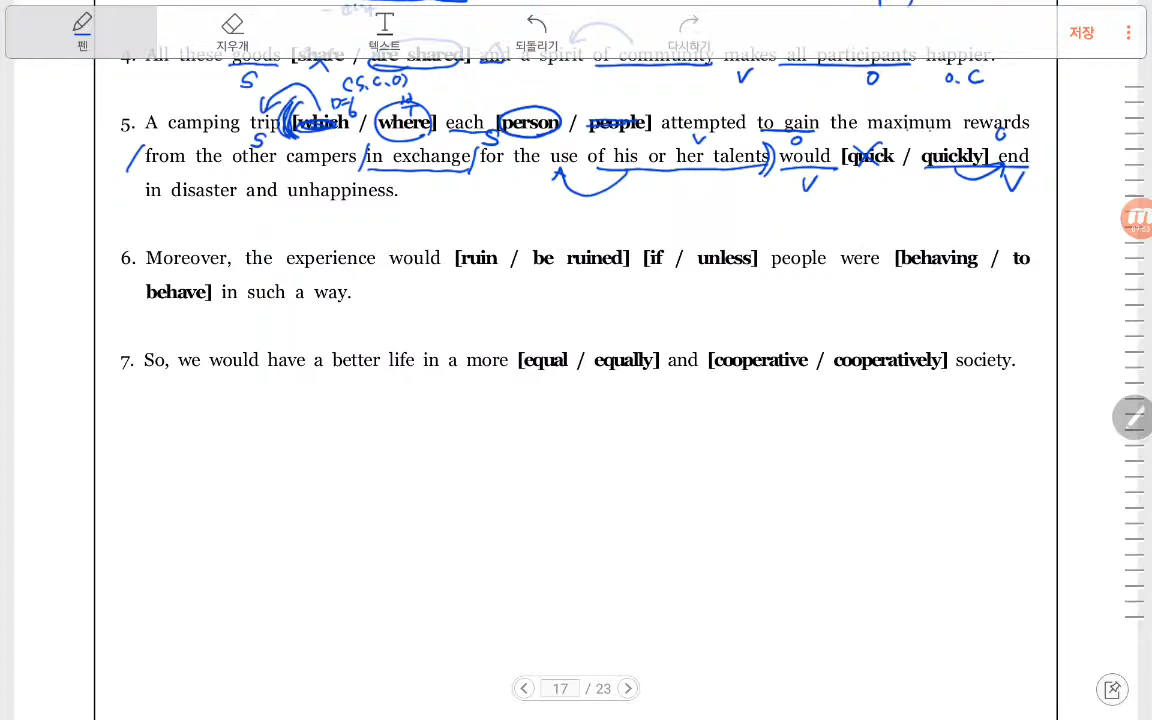 펜
지우개
텍스트
되돌리기
다시하기
저장
4. All these goods [share / are shared] and a spirit of community makes all participants happier.
S V O O.C
(S, C, O)
5. A camping trip [which / where] each [person / people] attempted to gain the maximum rewards
S S V O O
from the other campers in exchange for the use of his or her talents would [quick / quickly] end
V V
in disaster and unhappiness.
6. Moreover, the experience would [ruin / be ruined] [if / unless] people were [behaving / to
behave] in such a way.
7. So, we would have a better life in a more [equal / equally] and [cooperative / cooperatively] society.
17 / 23